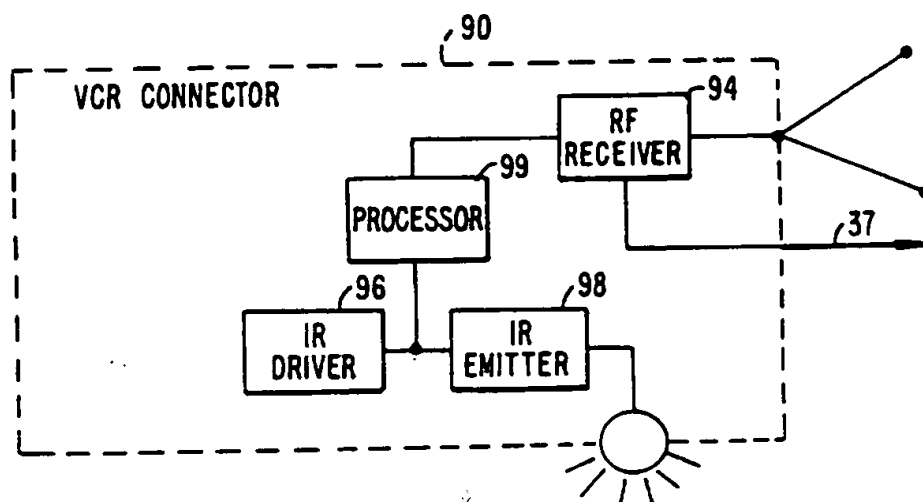 90
VCR CONNECTOR
94
RF
RECEIVER
99
PROCESSOR
37
96
IR
DRIVER
98
IR
EMITTER